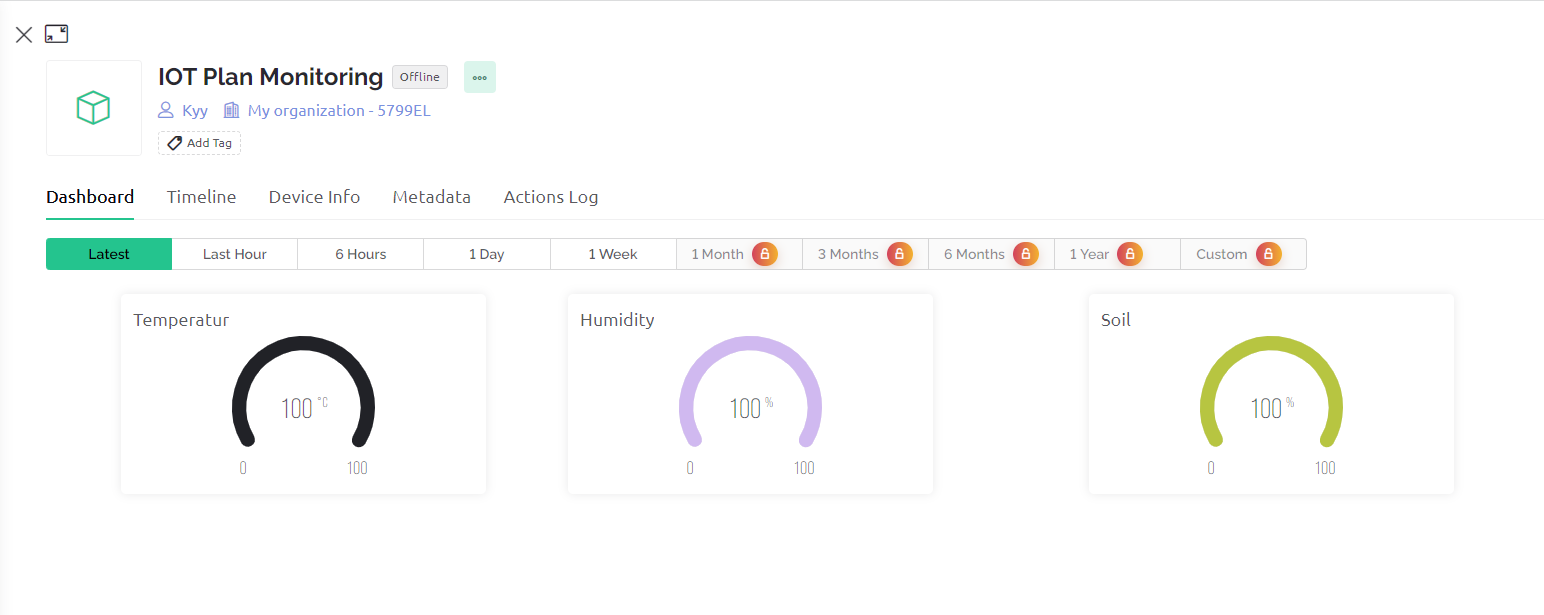 IOT Plan Monitoring Offline
Kyy My organization - 5799EL
Add Tag
Dashboard Timeline Device Info Metadata Actions Log
Latest Last Hour 6 Hours 1 Day 1 Week 1 Month 3 Months 6 Months 1 Year Custom
Temperatur
100 °C
0 100
Humidity
100 %
0 100
Soil
100 %
0 100